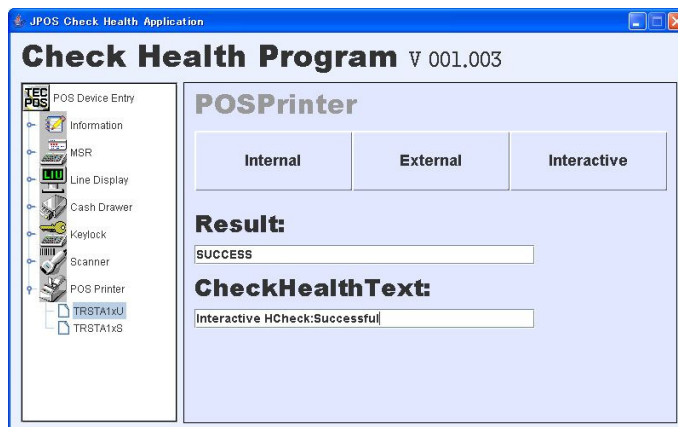 JPOS Check Health Application
Check Health Program V 001.003
TEC
POS
POS Device Entry
Information
MSR
LIU
Line Display
Cash Drawer
Keylock
Scanner
POS Printer
TRSTA1xU
TRSTA1xS
POSPrinter
Internal
External
Interactive
Result:
SUCCESS
CheckHealthText:
Interactive HCheck:Successful